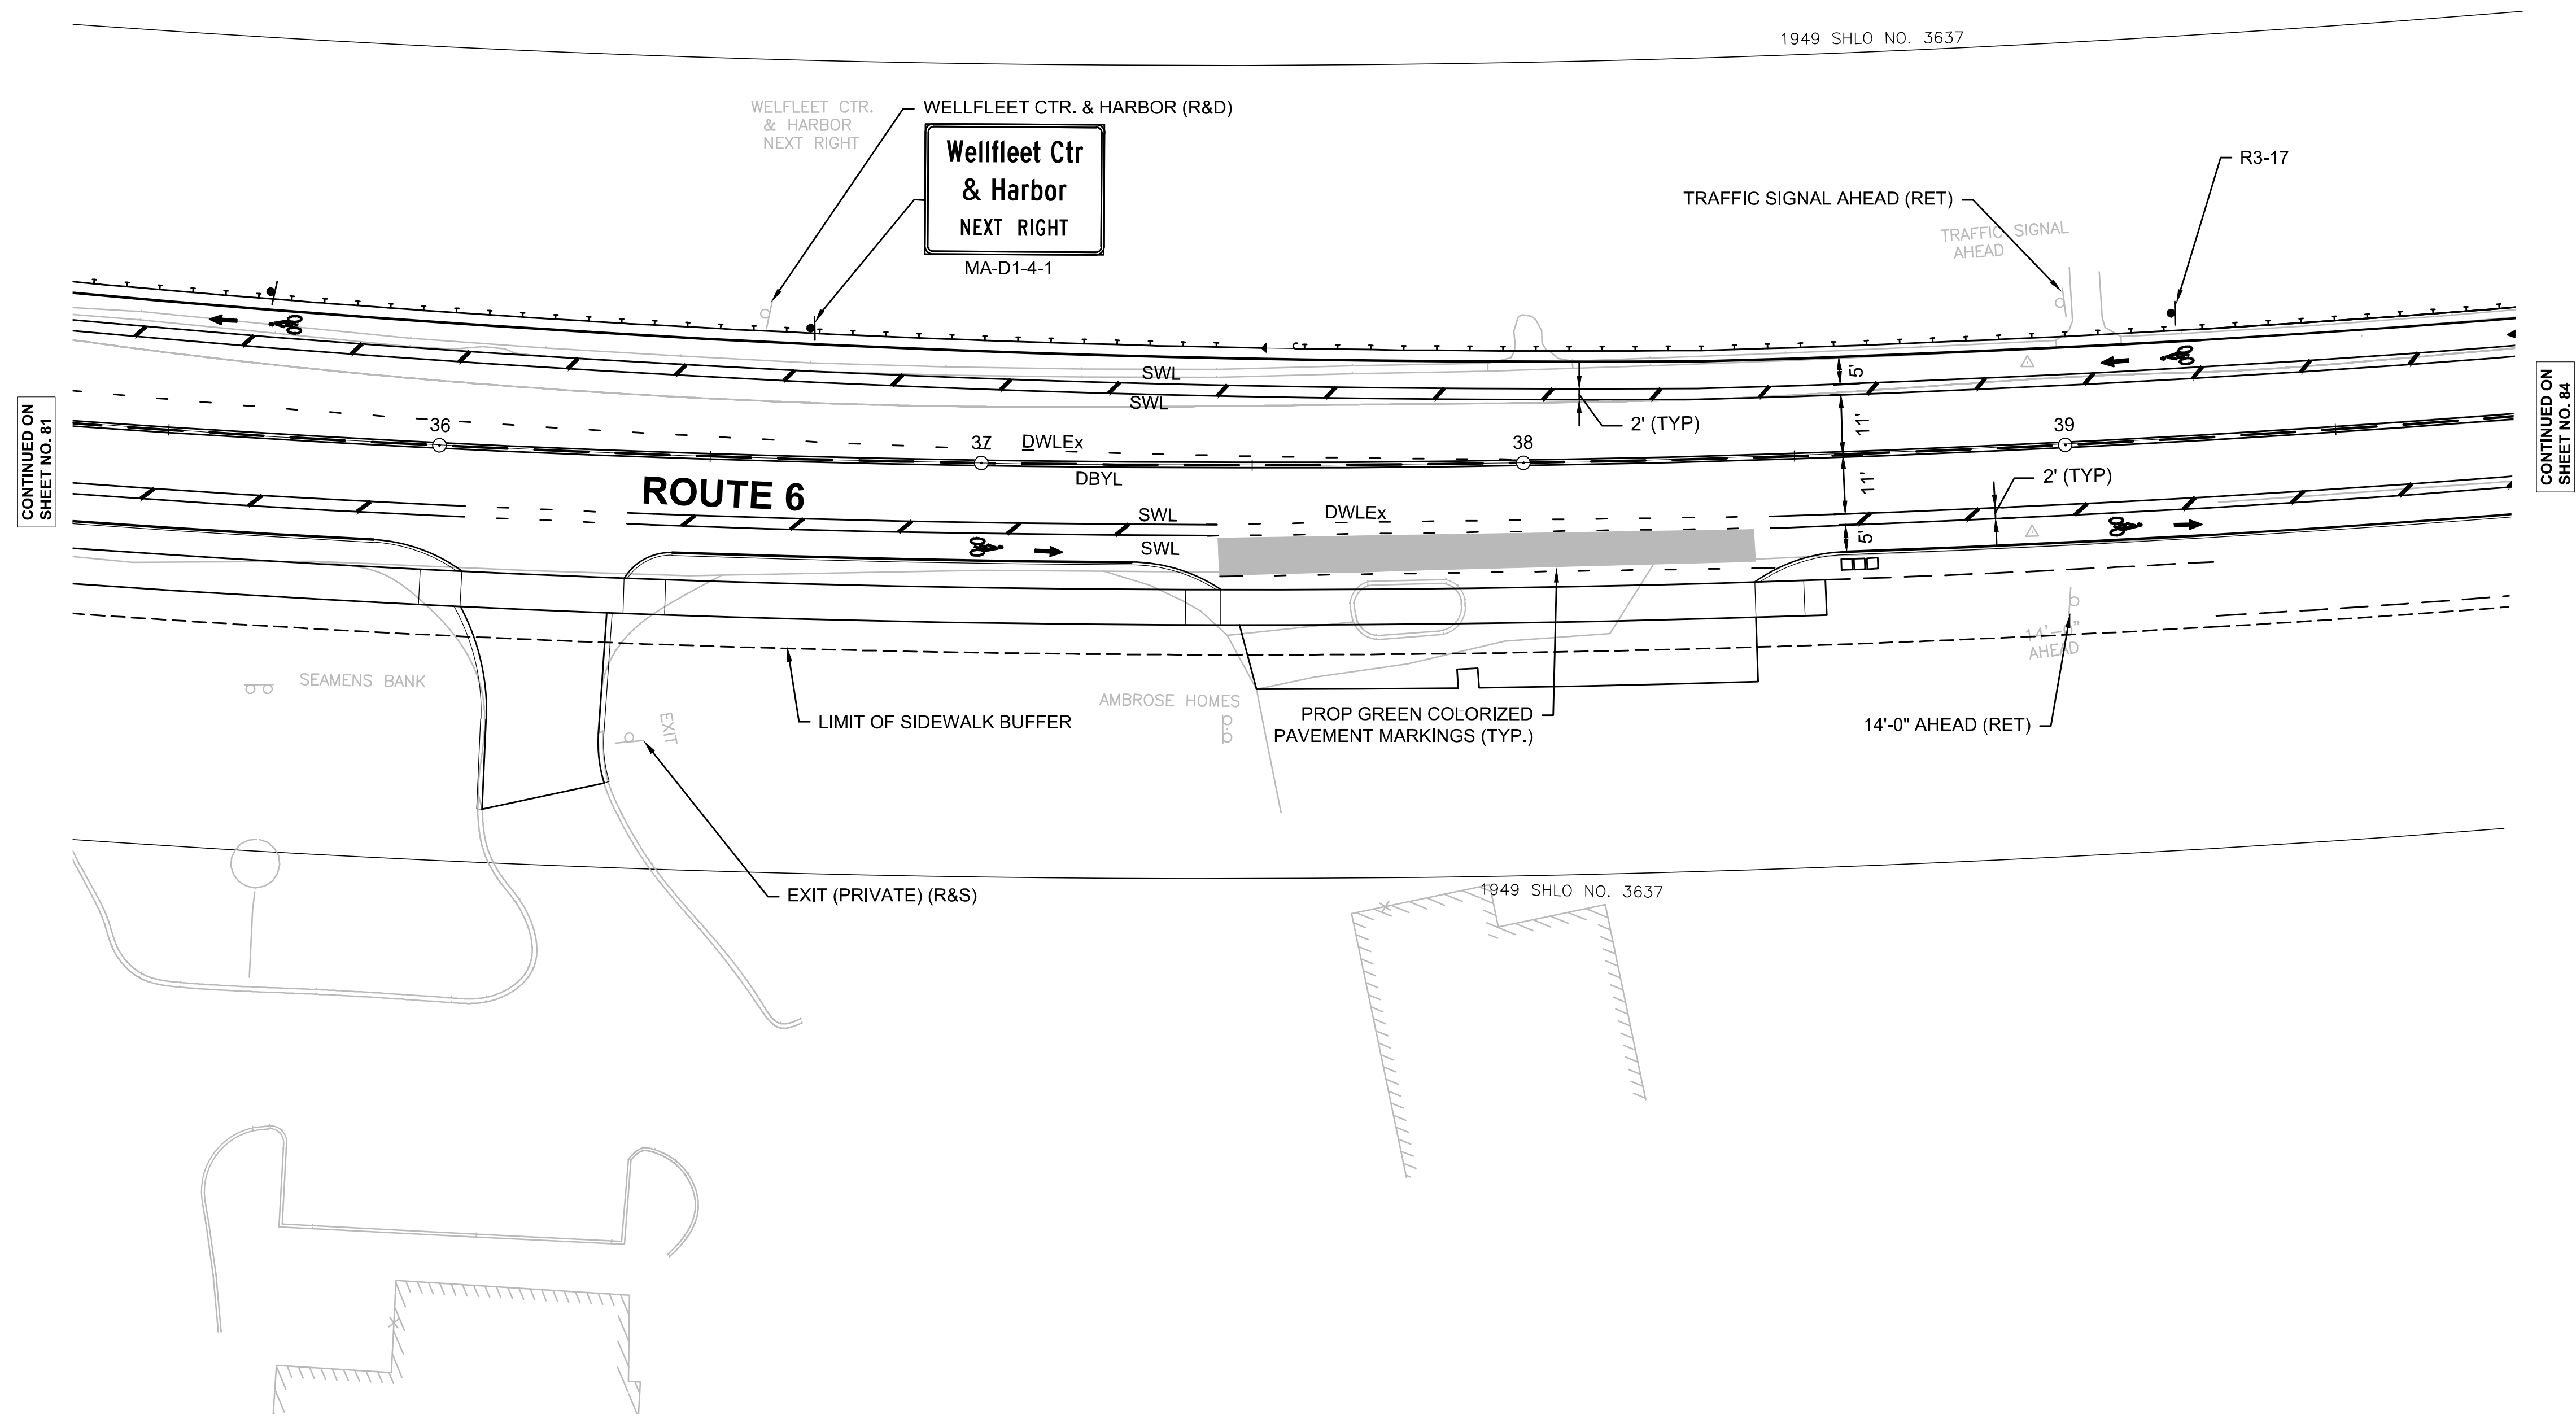 1949 SHLO NO. 3637
WELFLEET CTR.
& HARBOR
NEXT RIGHT
WELLFLEET CTR. & HARBOR (R&D)
Wellfleet Ctr
& Harbor
NEXT RIGHT
MA-D1-4-1
R3-17
TRAFFIC SIGNAL AHEAD (RET)
TRAFFIC SIGNAL
AHEAD
CONTINUED ON
SHEET NO. 81
CONTINUED ON
SHEET NO. 84
SWL
SWL
5'
2' (TYP)
11'
36
37
DWLEx
38
39
DBYL
ROUTE 6
11'
2' (TYP)
SWL
DWLEx
SWL
5'
SEAMENS BANK
EXIT
LIMIT OF SIDEWALK BUFFER
AMBROSE HOMES
PROP GREEN COLORIZED
PAVEMENT MARKINGS (TYP.)
14'-0"
AHEAD
14'-0" AHEAD (RET)
EXIT (PRIVATE) (R&S)
1949 SHLO NO. 3637